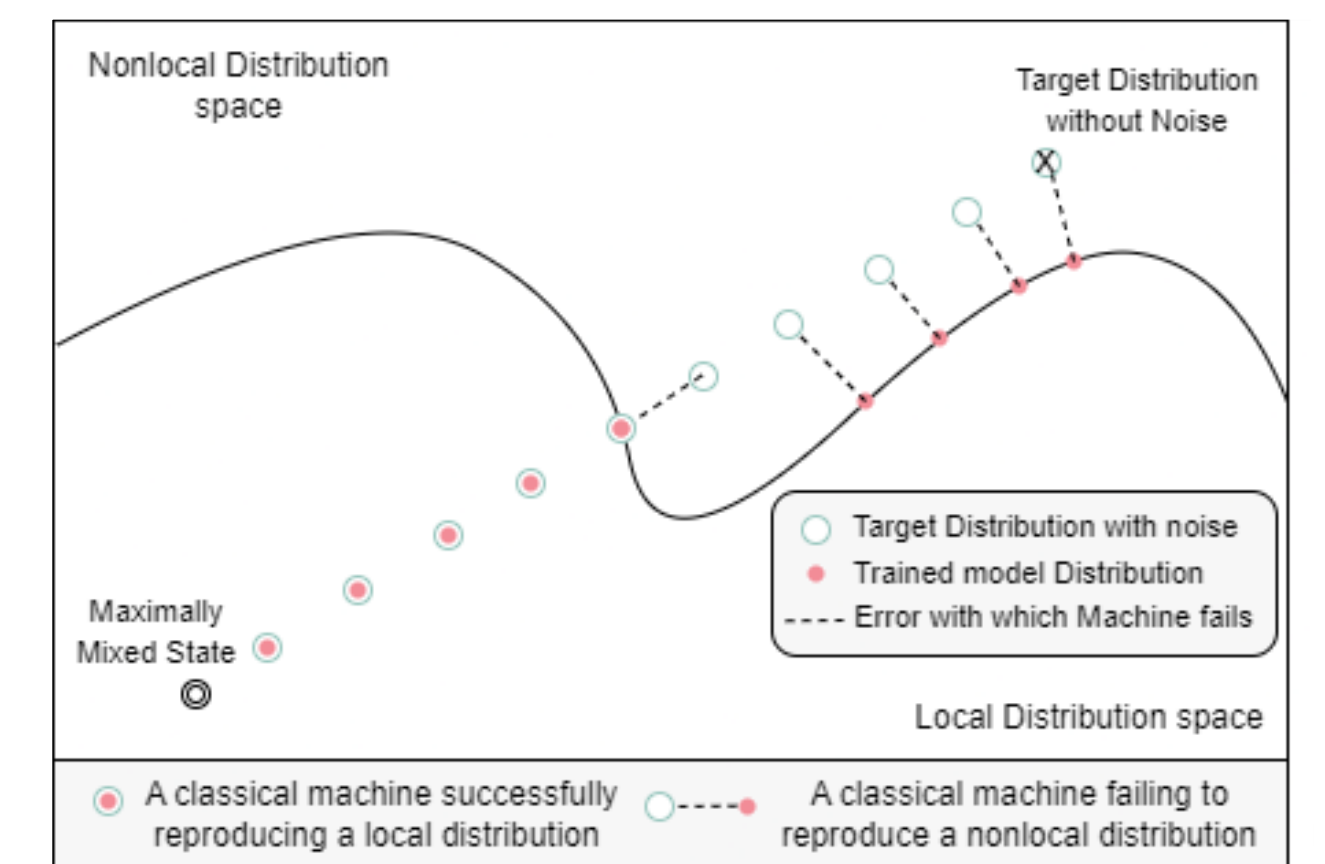 Nonlocal Distribution
space
Target Distribution
without Noise
X
Target Distribution with noise
Trained model Distribution
Error with which Machine fails
Maximally
Mixed State
Local Distribution space
A classical machine successfully
reproducing a local distribution
A classical machine failing to
reproduce a nonlocal distribution